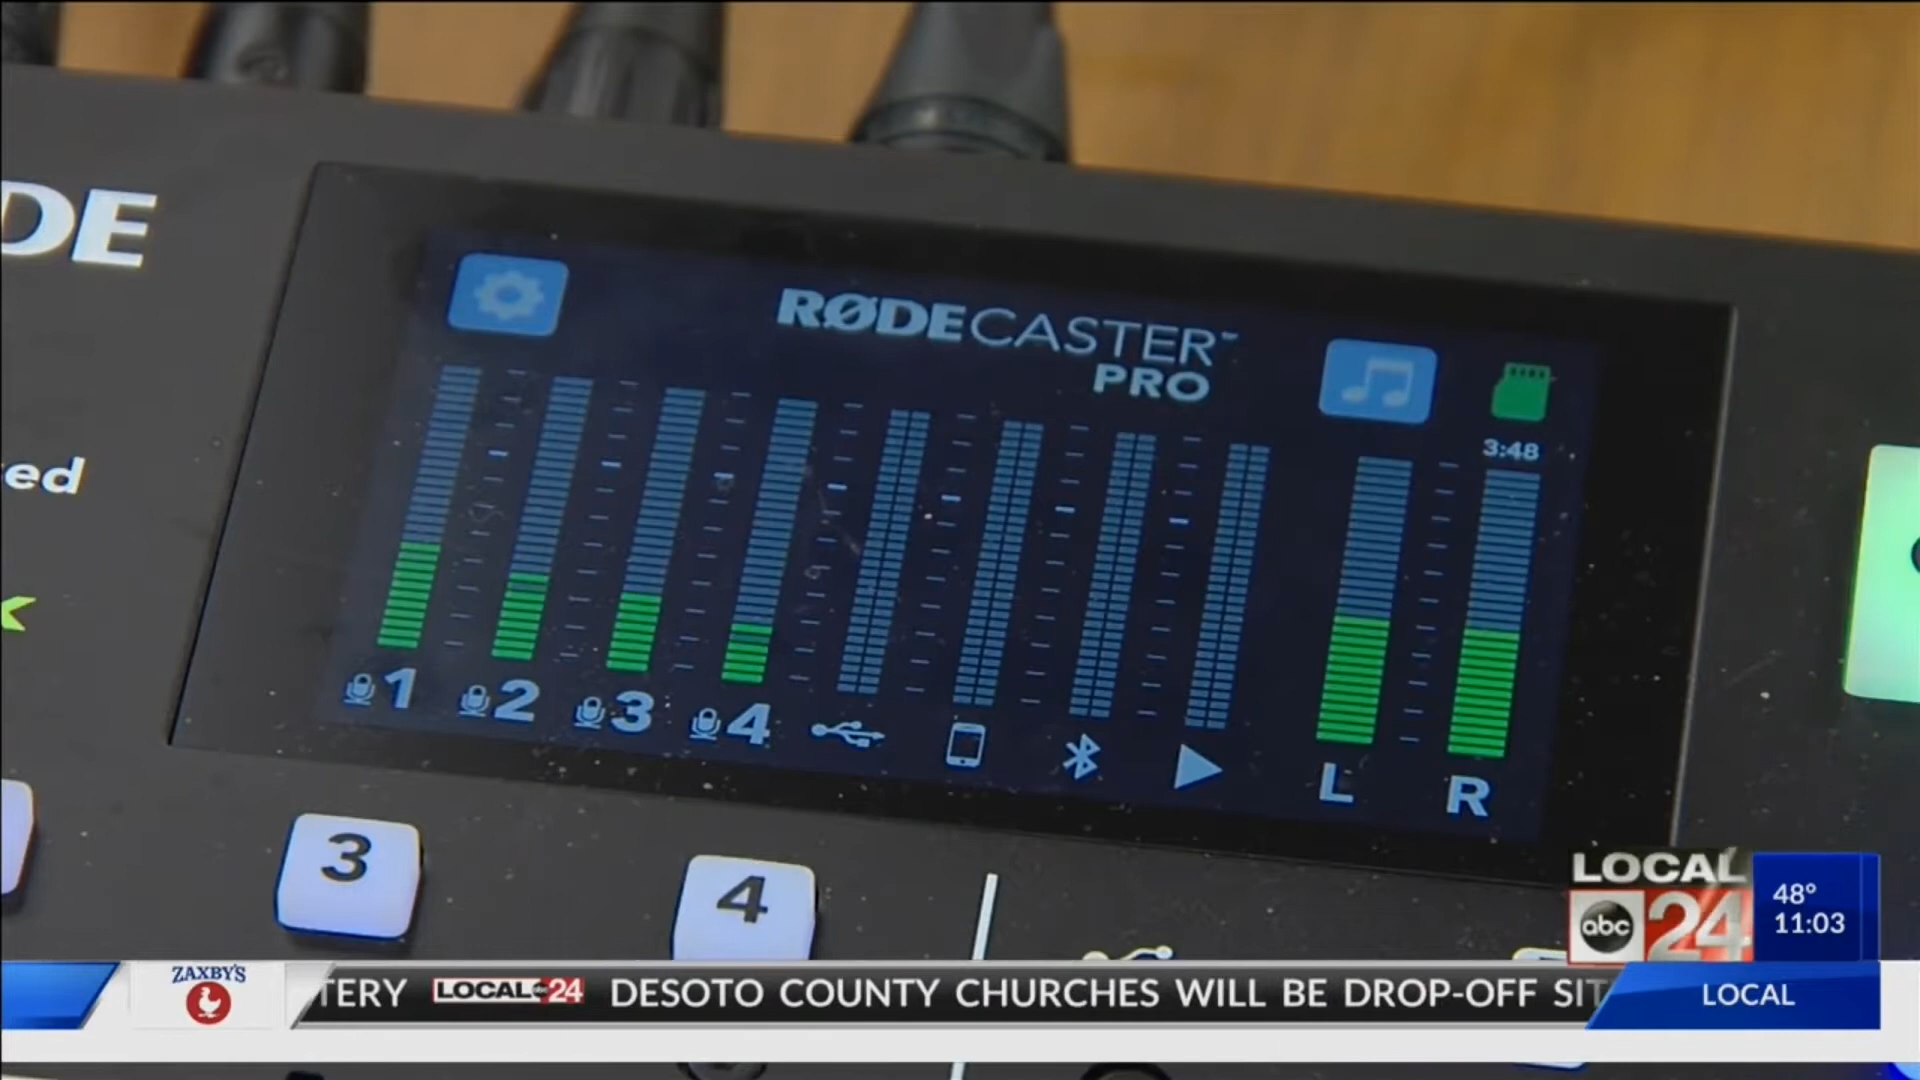 DE
RØDECASTER™
PRO
3:48
ed
1
2
3
4
L
R
3
4
LOCAL
abc 24
48°
11:03
ZAXBY'S
TERY LOCAL abc 24 DESOTO COUNTY CHURCHES WILL BE DROP-OFF SIT
LOCAL